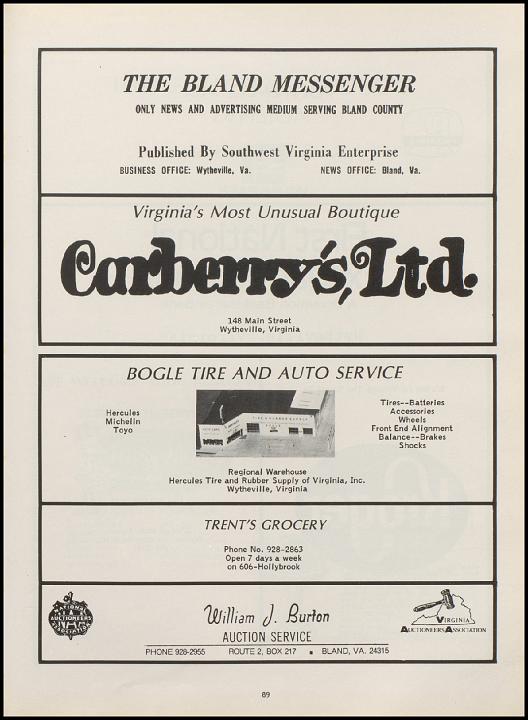 THE BLAND MESSENGER
ONLY NEWS AND ADVERTISING MEDIUM SERVING BLAND COUNTY
Published By Southwest Virginia Enterprise
BUSINESS OFFICE: Wytheville, Va. NEWS OFFICE: Bland, Va.
Virginia's Most Unusual Boutique
Carberry's, Ltd.
148 Main Street
Wytheville, Virginia
BOGLE TIRE AND AUTO SERVICE
Hercules
Michelin
Toyo
Tires--Batteries
Accessories
Wheels
Front End Alignment
Balance--Brakes
Shocks
Regional Warehouse
Hercules Tire and Rubber Supply of Virginia, Inc.
Wytheville, Virginia
TRENT'S GROCERY
Phone No. 928-2863
Open 7 days a week
on 606-Hollybrook
NATIONAL
AUCTIONEERS
ASSOCIATION
William J. Burton
AUCTION SERVICE
PHONE 928-2955 ROUTE 2, BOX 217 ■ BLAND, VA. 24315
VIRGINIA
AUCTIONEERS ASSOCIATION
89